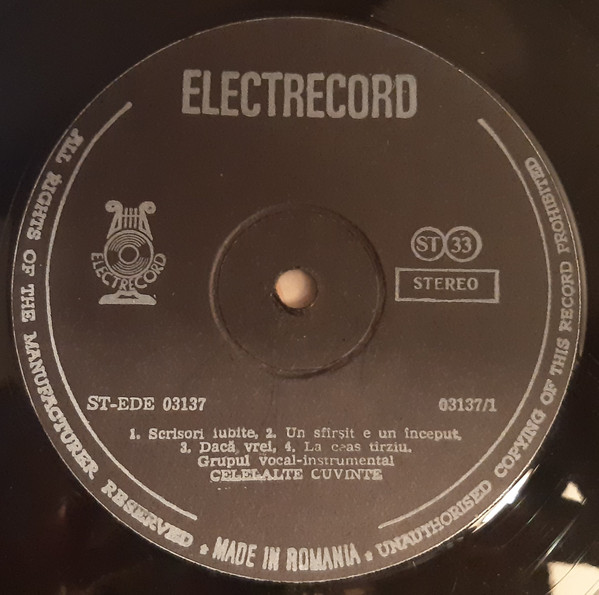 ELECTRECORD
ALL RIGHTS OF THE MANUFACTURER RESERVED ★ MADE IN ROMANIA ★ UNAUTHORISED COPYING OF THIS RECORD PROHIBITED
ELECTRECORD
ST 33
STEREO
ST-EDE 03137 03137/1
1. Scrisori iubite, 2. Un sfîrșit e un început,
3. Dacă vrei, 4. La ceas tîrziu.
Grupul vocal-instrumental
CELELALTE CUVINTE